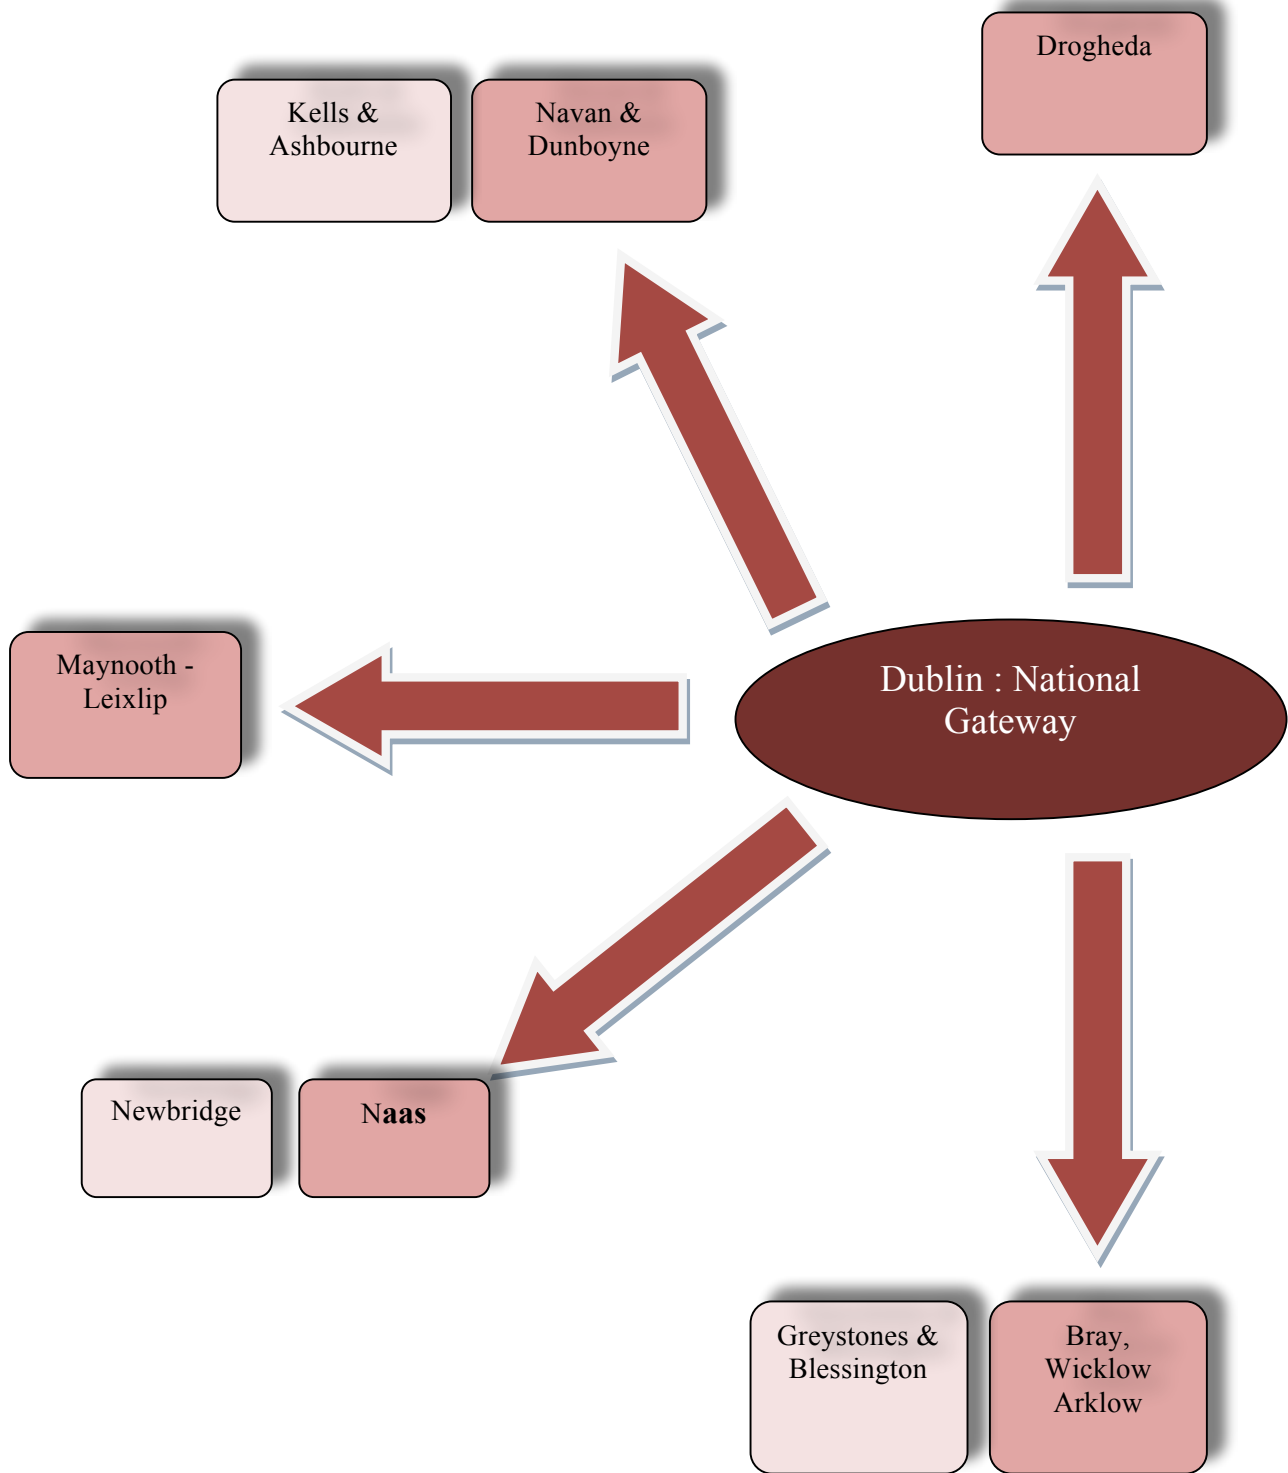 Drogheda
Kells &
Ashbourne
Navan &
Dunboyne
Maynooth -
Leixlip
Dublin : National
Gateway
Newbridge
Naas
Greystones &
Blessington
Bray,
Wicklow
Arklow